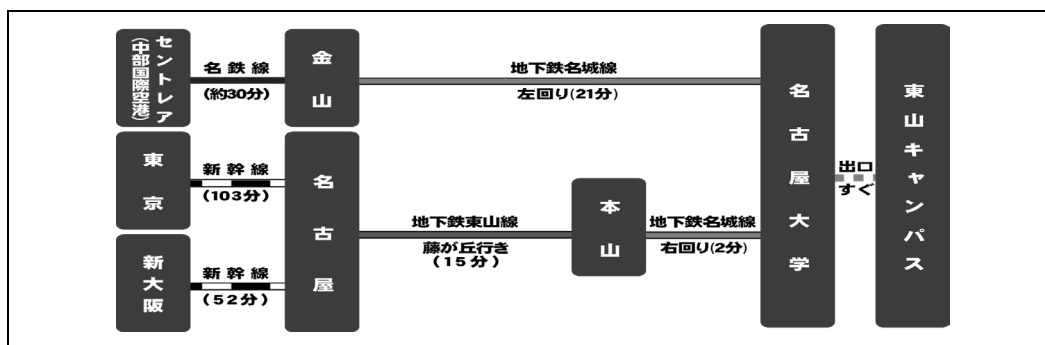 セントレア
(中部国際空港)
名鉄線
(約30分)
金山
地下鉄名城線
左回り(21分)
東京
新幹線
(103分)
新大阪
新幹線
(52分)
名古屋
地下鉄東山線
藤が丘行き
(15分)
本山
地下鉄名城線
右回り(2分)
名古屋大学
出口
すぐ
東山キャンパス